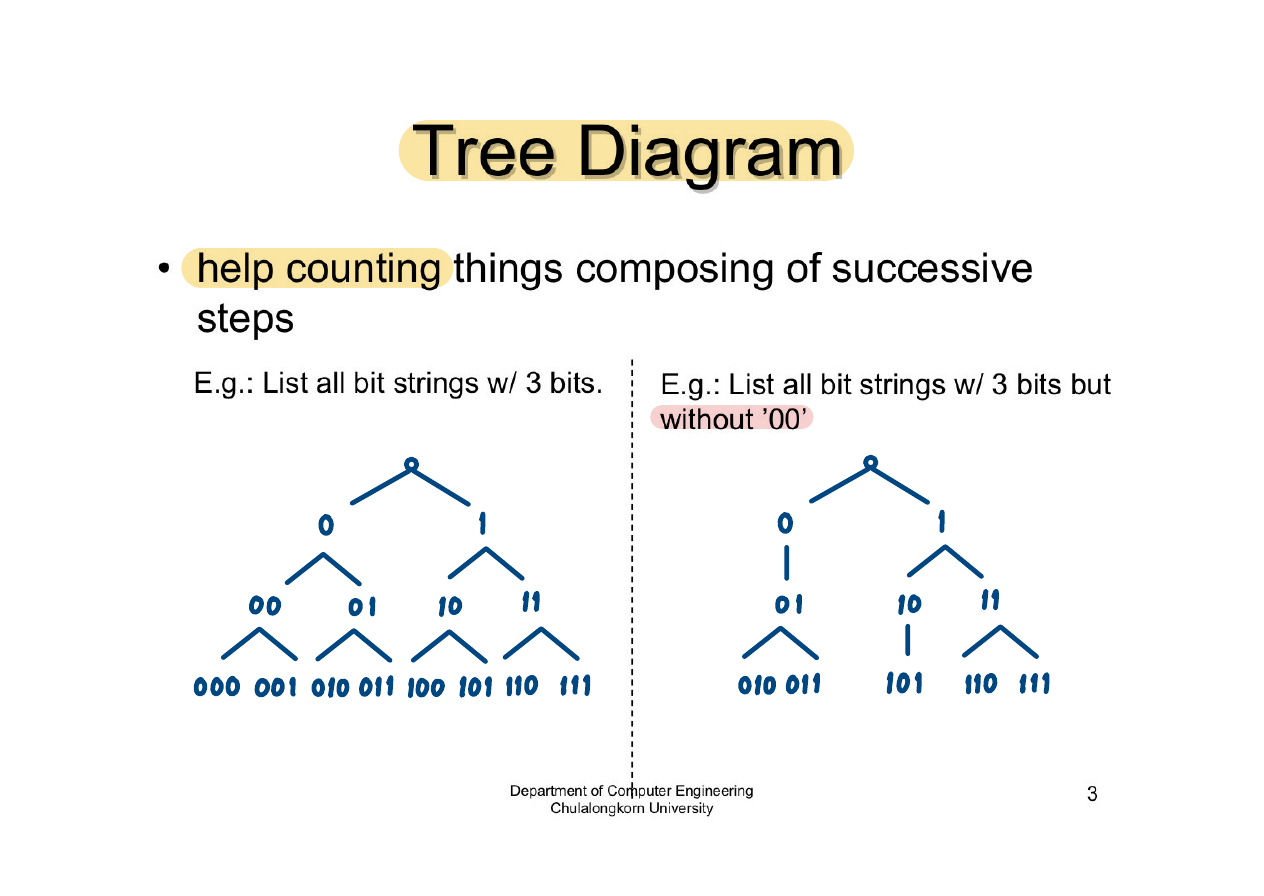 Tree Diagram
• help counting things composing of successive
steps
E.g.: List all bit strings w/ 3 bits.
0 1
00 01 10 11
000 001 010 011 100 101 110 111
E.g.: List all bit strings w/ 3 bits but
without ’00’
0 1
01 10 11
010 011 101 110 111
Department of Computer Engineering
Chulalongkorn University
3